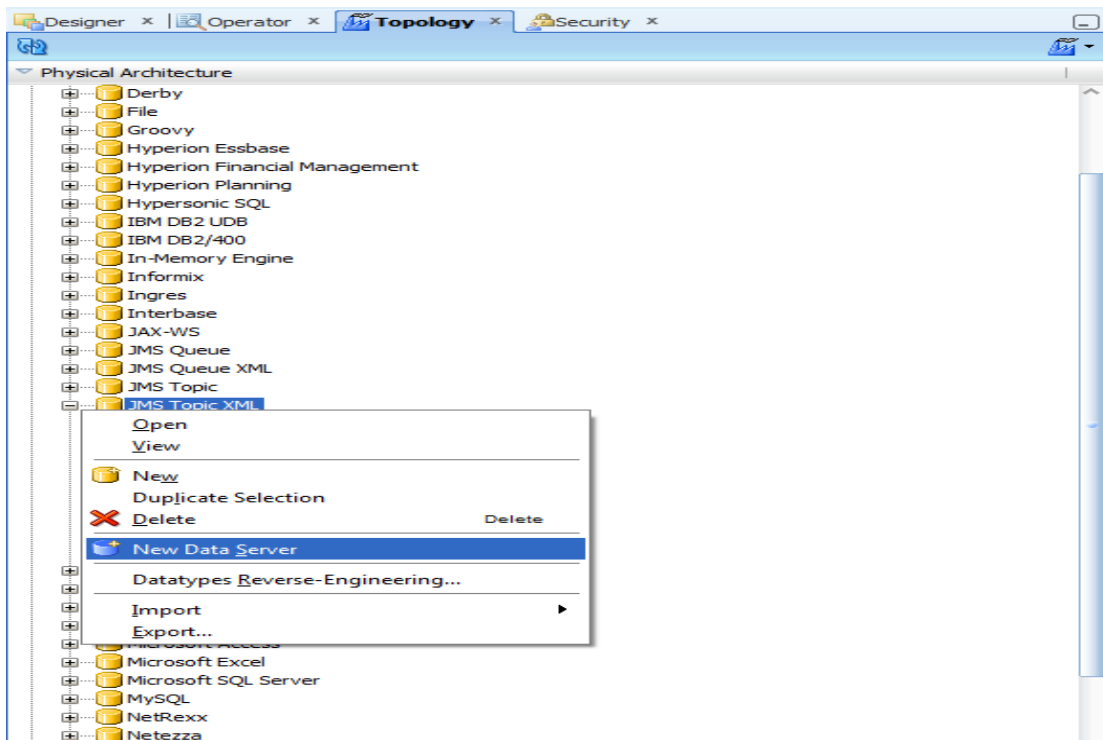 Designer × Operator × Topology × Security ×
Physical Architecture
Derby
File
Groovy
Hyperion Essbase
Hyperion Financial Management
Hyperion Planning
Hypersonic SQL
IBM DB2 UDB
IBM DB2/400
In-Memory Engine
Informix
Ingres
Interbase
JAX-WS
JMS Queue
JMS Queue XML
JMS Topic
JMS Topic XML
Open
View
New
Duplicate Selection
Delete Delete
New Data Server
Datatypes Reverse-Engineering...
Import
Export...
Microsoft Access
Microsoft Excel
Microsoft SQL Server
MySQL
NetRexx
Netezza